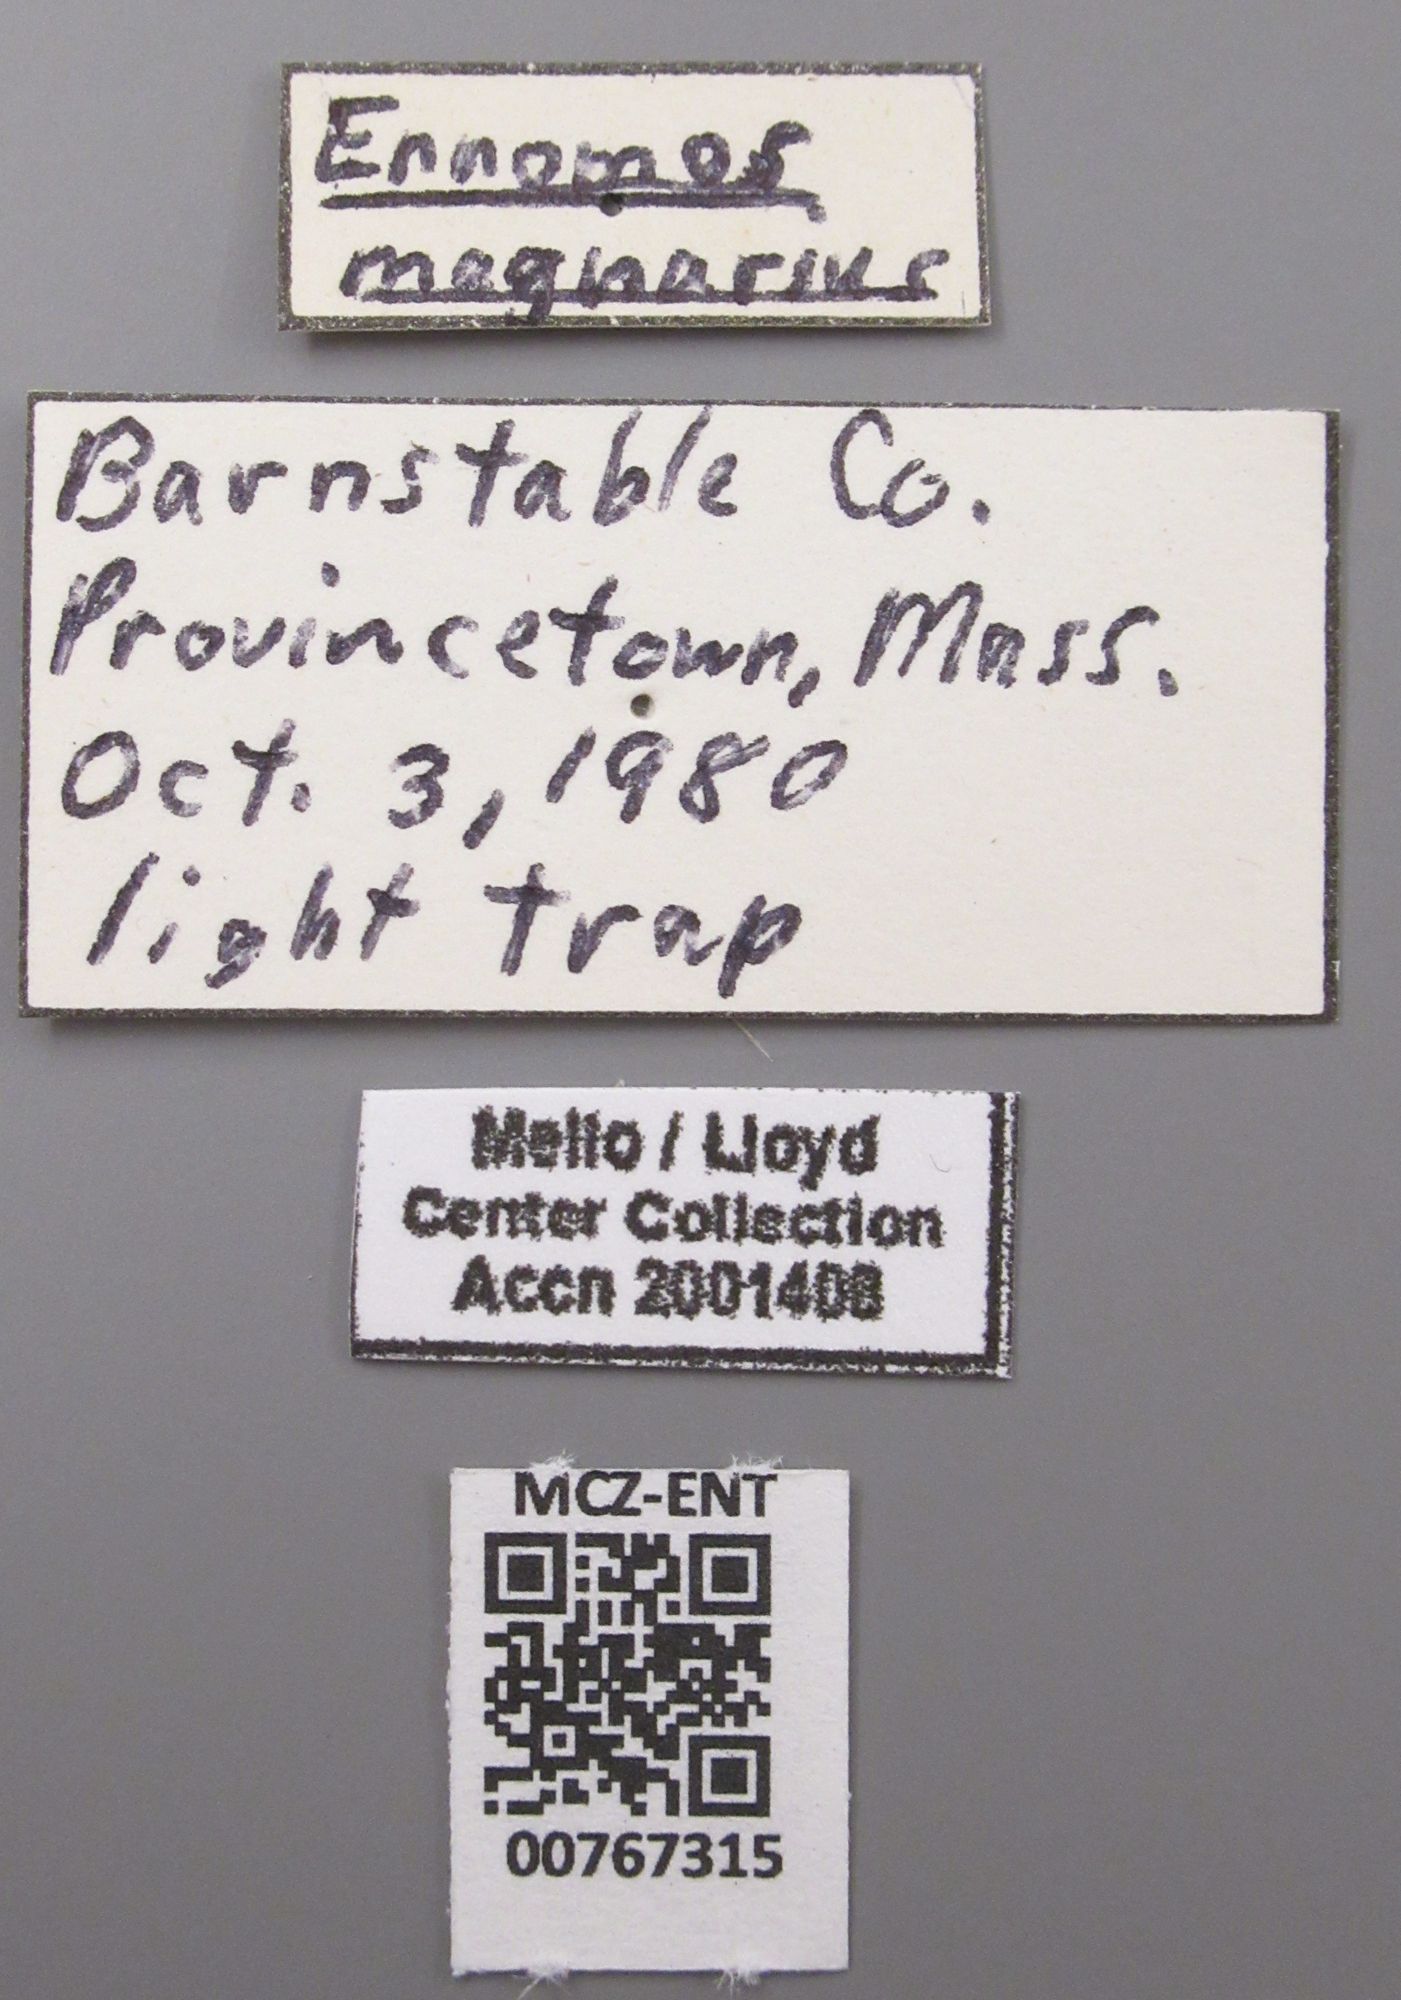 Ennomos
magnarius
Barnstable Co.
Provincetown, Mass.
Oct. 3, 1980
light trap
Mello / Lloyd
Center Collection
Accn 2001408
MCZ-ENT
00767315